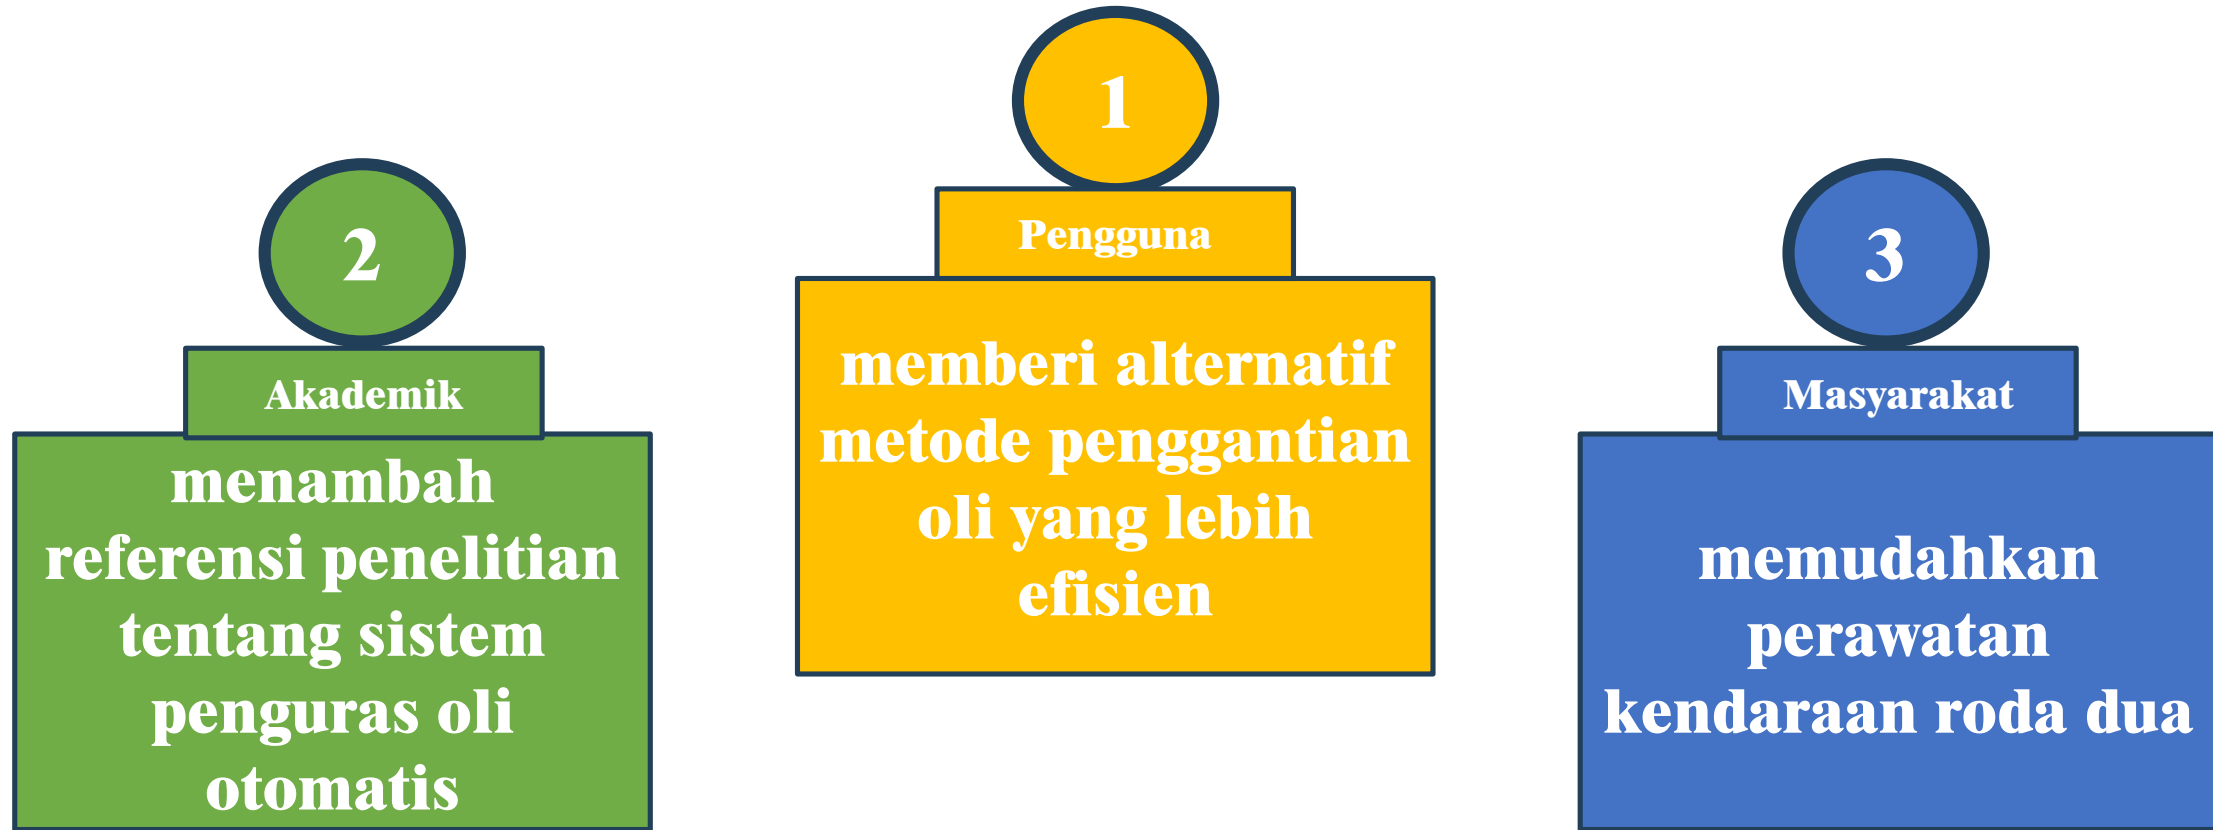 1
Pengguna
memberi alternatif
metode penggantian
oli yang lebih
efisien
2
Akademik
menambah
referensi penelitian
tentang sistem
penguras oli
otomatis
3
Masyarakat
memudahkan
perawatan
kendaraan roda dua